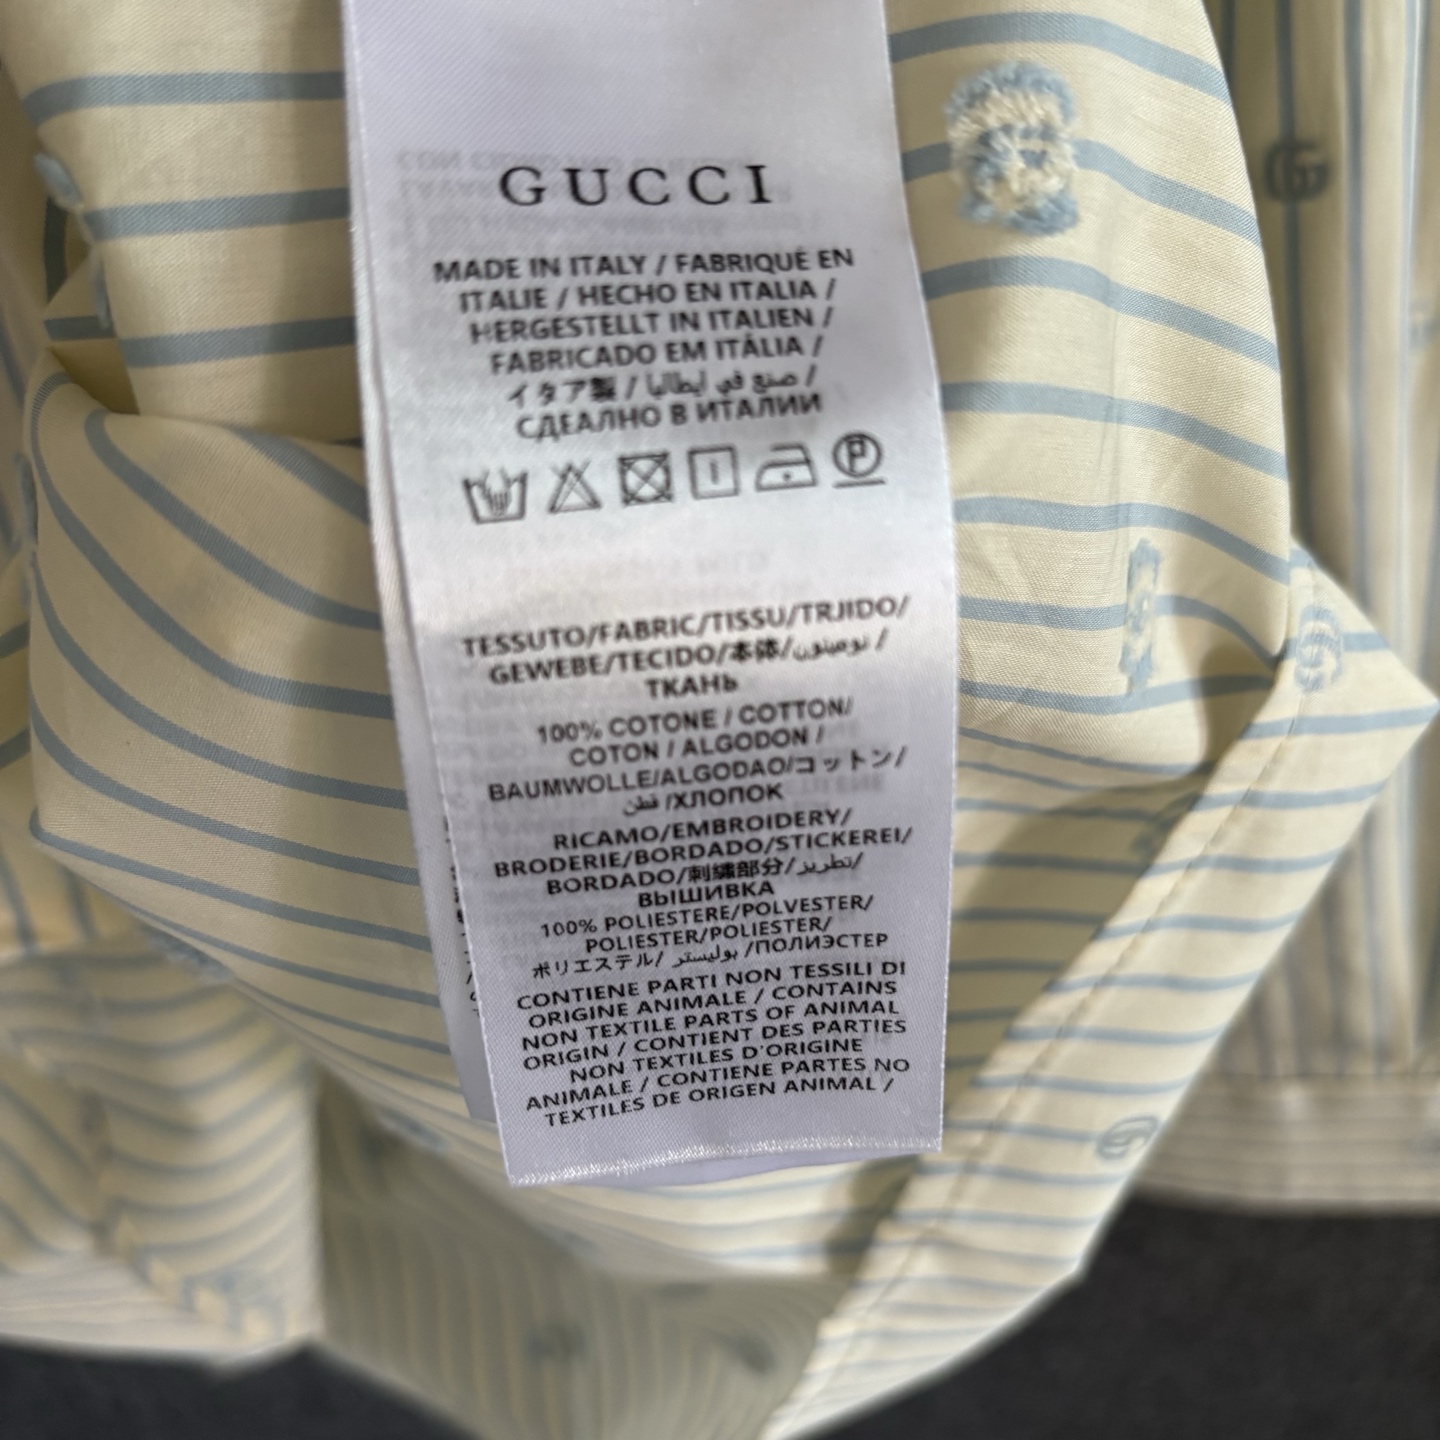 GUCCI
MADE IN ITALY / FABRIQUÉ EN
ITALIE / HECHO EN ITALIA /
HERGESTELLT IN ITALIEN /
FABRICADO EM ITÁLIA /
イタア製 / صنع في ايطاليا /
СДЕАЛНО В ИТАЛИИ
TESSUTO/FABRIC/TISSU/TRJIDO/
GEWEBE/TECIDO/本体/ /
ТКАНЬ
100% COTONE / COTTON/
COTON / ALGODON /
BAUMWOLLE/ALGODAO/コットン/
قطن /ХЛОПОК
RICAMO/EMBROIDERY/
BRODERIE/BORDADO/STICKEREI/
BORDADO/刺繍部分/تطريز/
ВЫШИВКА
100% POLIESTERE/POLVESTER/
POLIESTER/POLIESTER/
ポリエステル/ بوليستر /ПОЛИЭСТЕР
CONTIENE PARTI NON TESSILI DI
ORIGINE ANIMALE / CONTAINS
NON TEXTILE PARTS OF ANIMAL
ORIGIN / CONTIENT DES PARTIES
NON TEXTILES D'ORIGINE
ANIMALE / CONTIENE PARTES NO
TEXTILES DE ORIGEN ANIMAL /